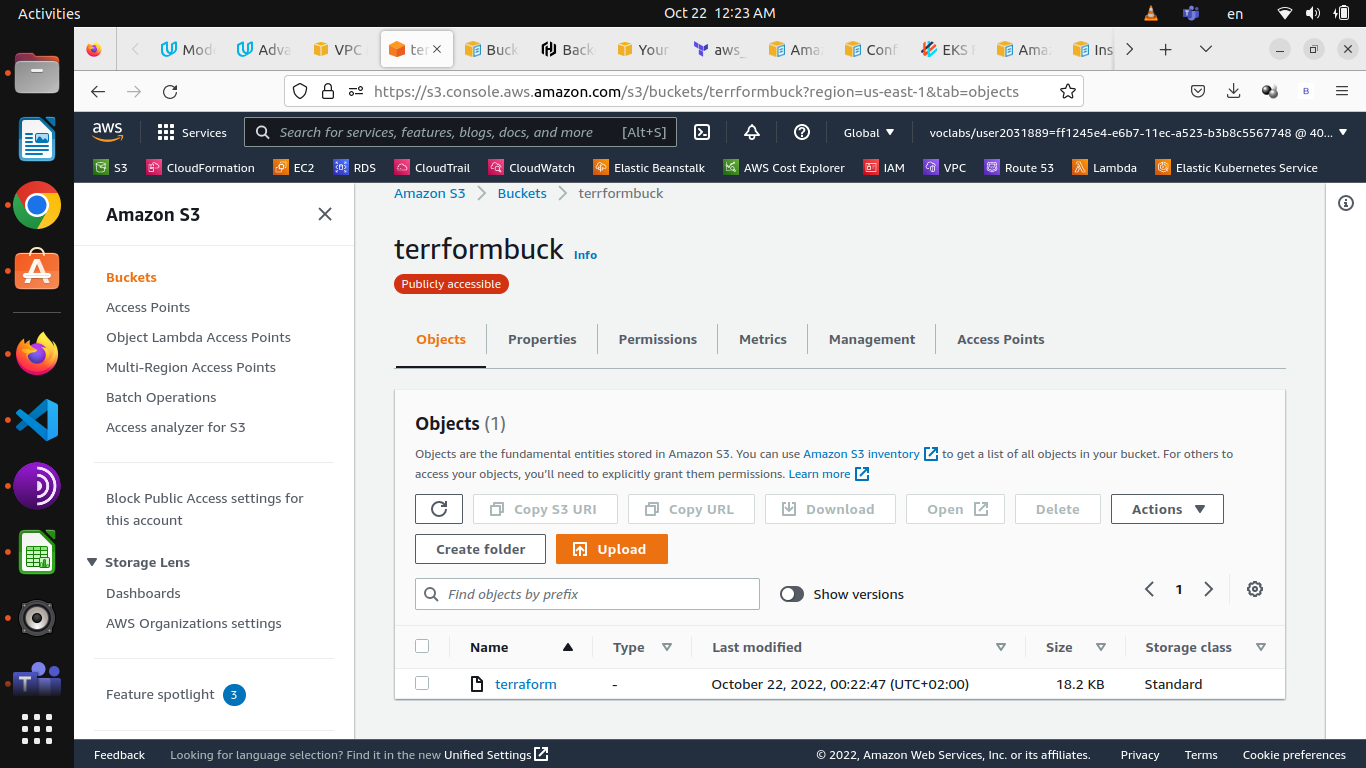 Activities
Oct 22 12:23 AM
en
Mod
Adva
VPC
ter
Buck
Back
Your
aws_
Amaz
Conf
EKS
Amaz
Ins
https://s3.console.aws.amazon.com/s3/buckets/terrformbuck?region=us-east-1&tab=objects
B
aws
Services
Search for services, features, blogs, docs, and more [Alt+S]
Global
voclabs/user2031889=ff1245e4-e6b7-11ec-a523-b3b8c5567748 @ 40...
S3 CloudFormation EC2 RDS CloudTrail CloudWatch Elastic Beanstalk AWS Cost Explorer IAM VPC Route 53 Lambda Elastic Kubernetes Service
Amazon S3
Buckets
Access Points
Object Lambda Access Points
Multi-Region Access Points
Batch Operations
Access analyzer for S3
Block Public Access settings for
this account
Storage Lens
Dashboards
AWS Organizations settings
Feature spotlight 3
Amazon S3 Buckets terrformbuck
terrformbuck Info
Publicly accessible
Objects Properties Permissions Metrics Management Access Points
Objects (1)
Objects are the fundamental entities stored in Amazon S3. You can use Amazon S3 inventory to get a list of all objects in your bucket. For others to
access your objects, you'll need to explicitly grant them permissions. Learn more
Copy S3 URI Copy URL Download Open Delete Actions
Create folder Upload
Find objects by prefix Show versions 1
Name Type Last modified Size Storage class
terraform - October 22, 2022, 00:22:47 (UTC+02:00) 18.2 KB Standard
Feedback Looking for language selection? Find it in the new Unified Settings © 2022, Amazon Web Services, Inc. or its affiliates. Privacy Terms Cookie preferences